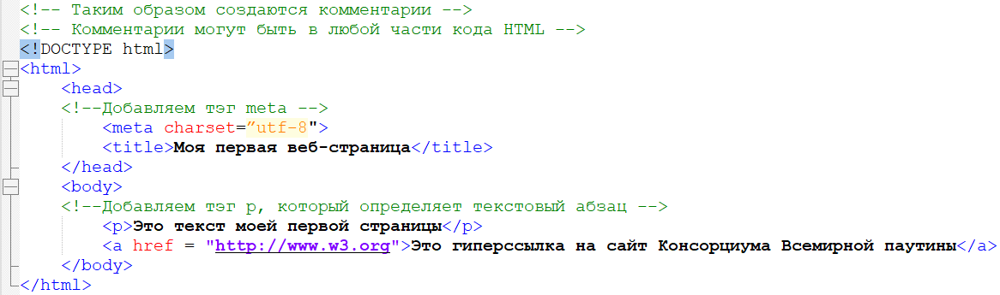 <!-- Таким образом создаются комментарии -->
<!-- Комментарии могут быть в любой части кода HTML -->
<!DOCTYPE html>
<html>
<head>
<!--Добавляем тэг meta -->
<meta charset=”utf-8">
<title>Моя первая веб-страница</title>
</head>
<body>
<!--Добавляем тэг p, который определяет текстовый абзац -->
<p>Это текст моей первой страницы</p>
<a href = "http://www.w3.org">Это гиперссылка на сайт Консорциума Всемирной паутины</a>
</body>
</html>